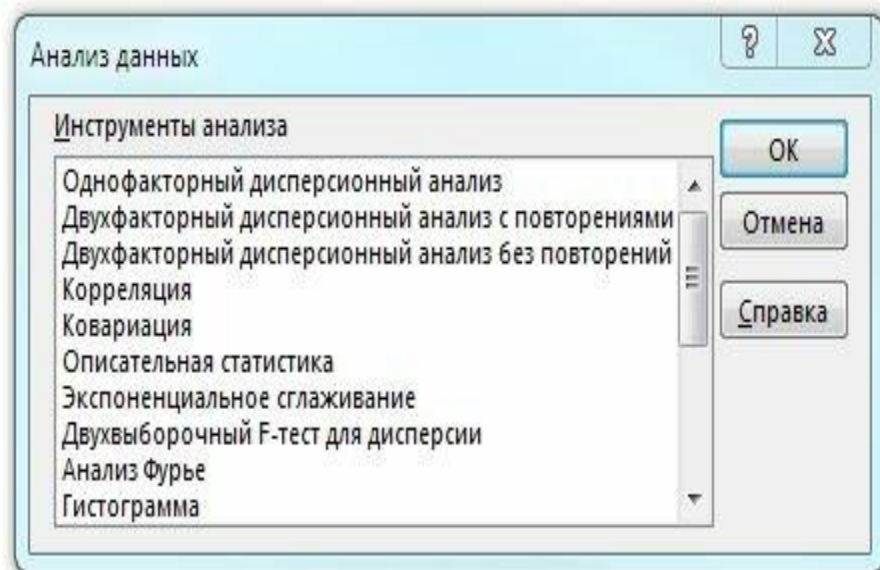 Анализ данных
Инструменты анализа
Однофакторный дисперсионный анализ
Двухфакторный дисперсионный анализ с повторениями
Двухфакторный дисперсионный анализ без повторений
Корреляция
Ковариация
Описательная статистика
Экспоненциальное сглаживание
Двухвыборочный F-тест для дисперсии
Анализ Фурье
Гистограмма
ОК
Отмена
Справка